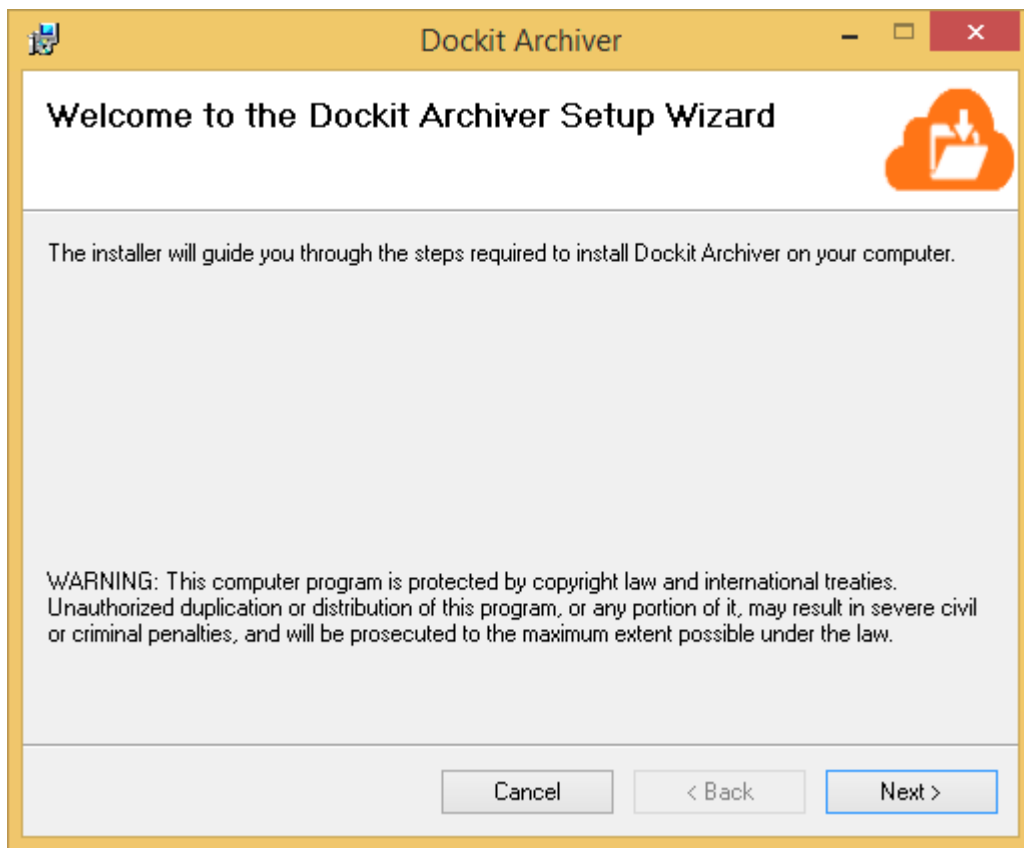 Dockit Archiver
Welcome to the Dockit Archiver Setup Wizard
The installer will guide you through the steps required to install Dockit Archiver on your computer.
WARNING: This computer program is protected by copyright law and international treaties.
Unauthorized duplication or distribution of this program, or any portion of it, may result in severe civil
or criminal penalties, and will be prosecuted to the maximum extent possible under the law.
Cancel
< Back
Next >